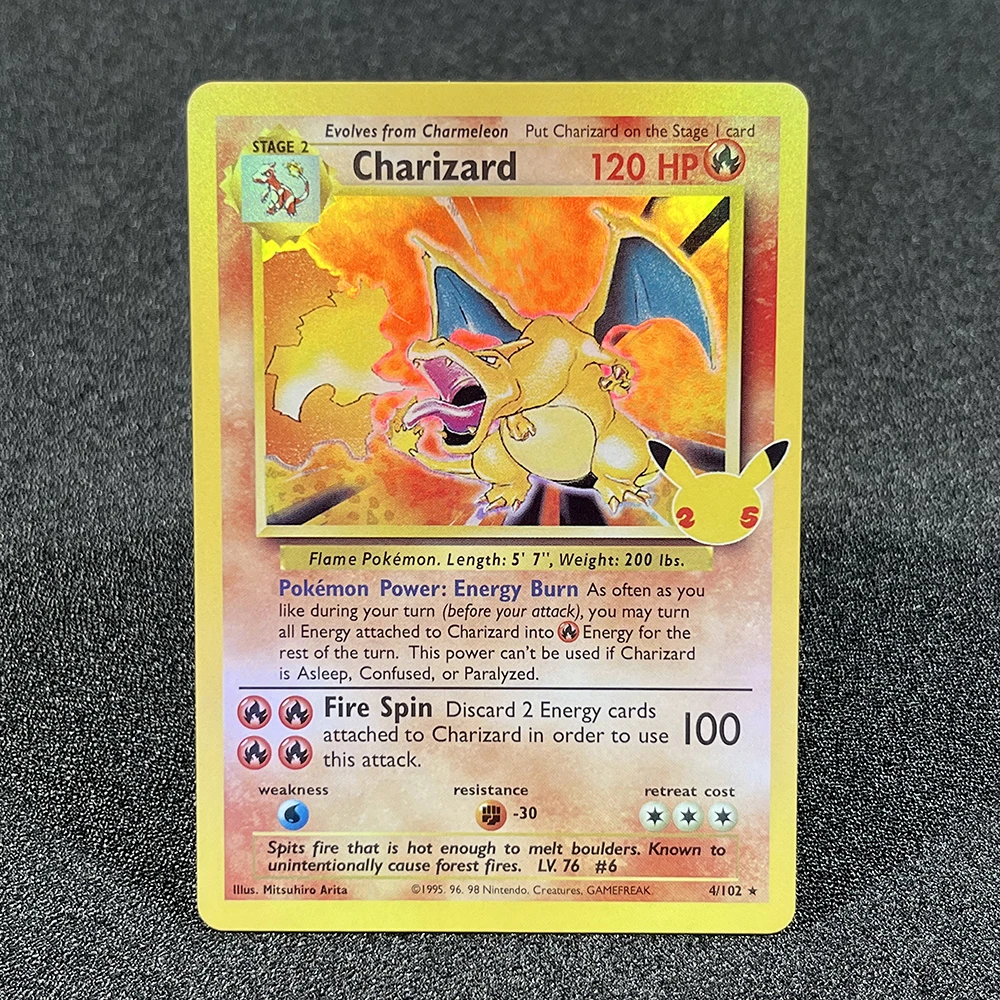 Evolves from Charmeleon Put Charizard on the Stage 1 card
STAGE 2
Charizard 120 HP
2 5
Flame Pokémon. Length: 5' 7", Weight: 200 lbs.
Pokémon Power: Energy Burn As often as you
like during your turn (before your attack), you may turn
all Energy attached to Charizard into Energy for the
rest of the turn. This power can't be used if Charizard
is Asleep, Confused, or Paralyzed.
Fire Spin Discard 2 Energy cards
attached to Charizard in order to use 100
this attack.
weakness resistance retreat cost
-30
Spits fire that is hot enough to melt boulders. Known to
unintentionally cause forest fires. LV. 76 #6
Illus. Mitsuhiro Arita ©1995, 96, 98 Nintendo, Creatures, GAMEFREAK. 4/102 ★